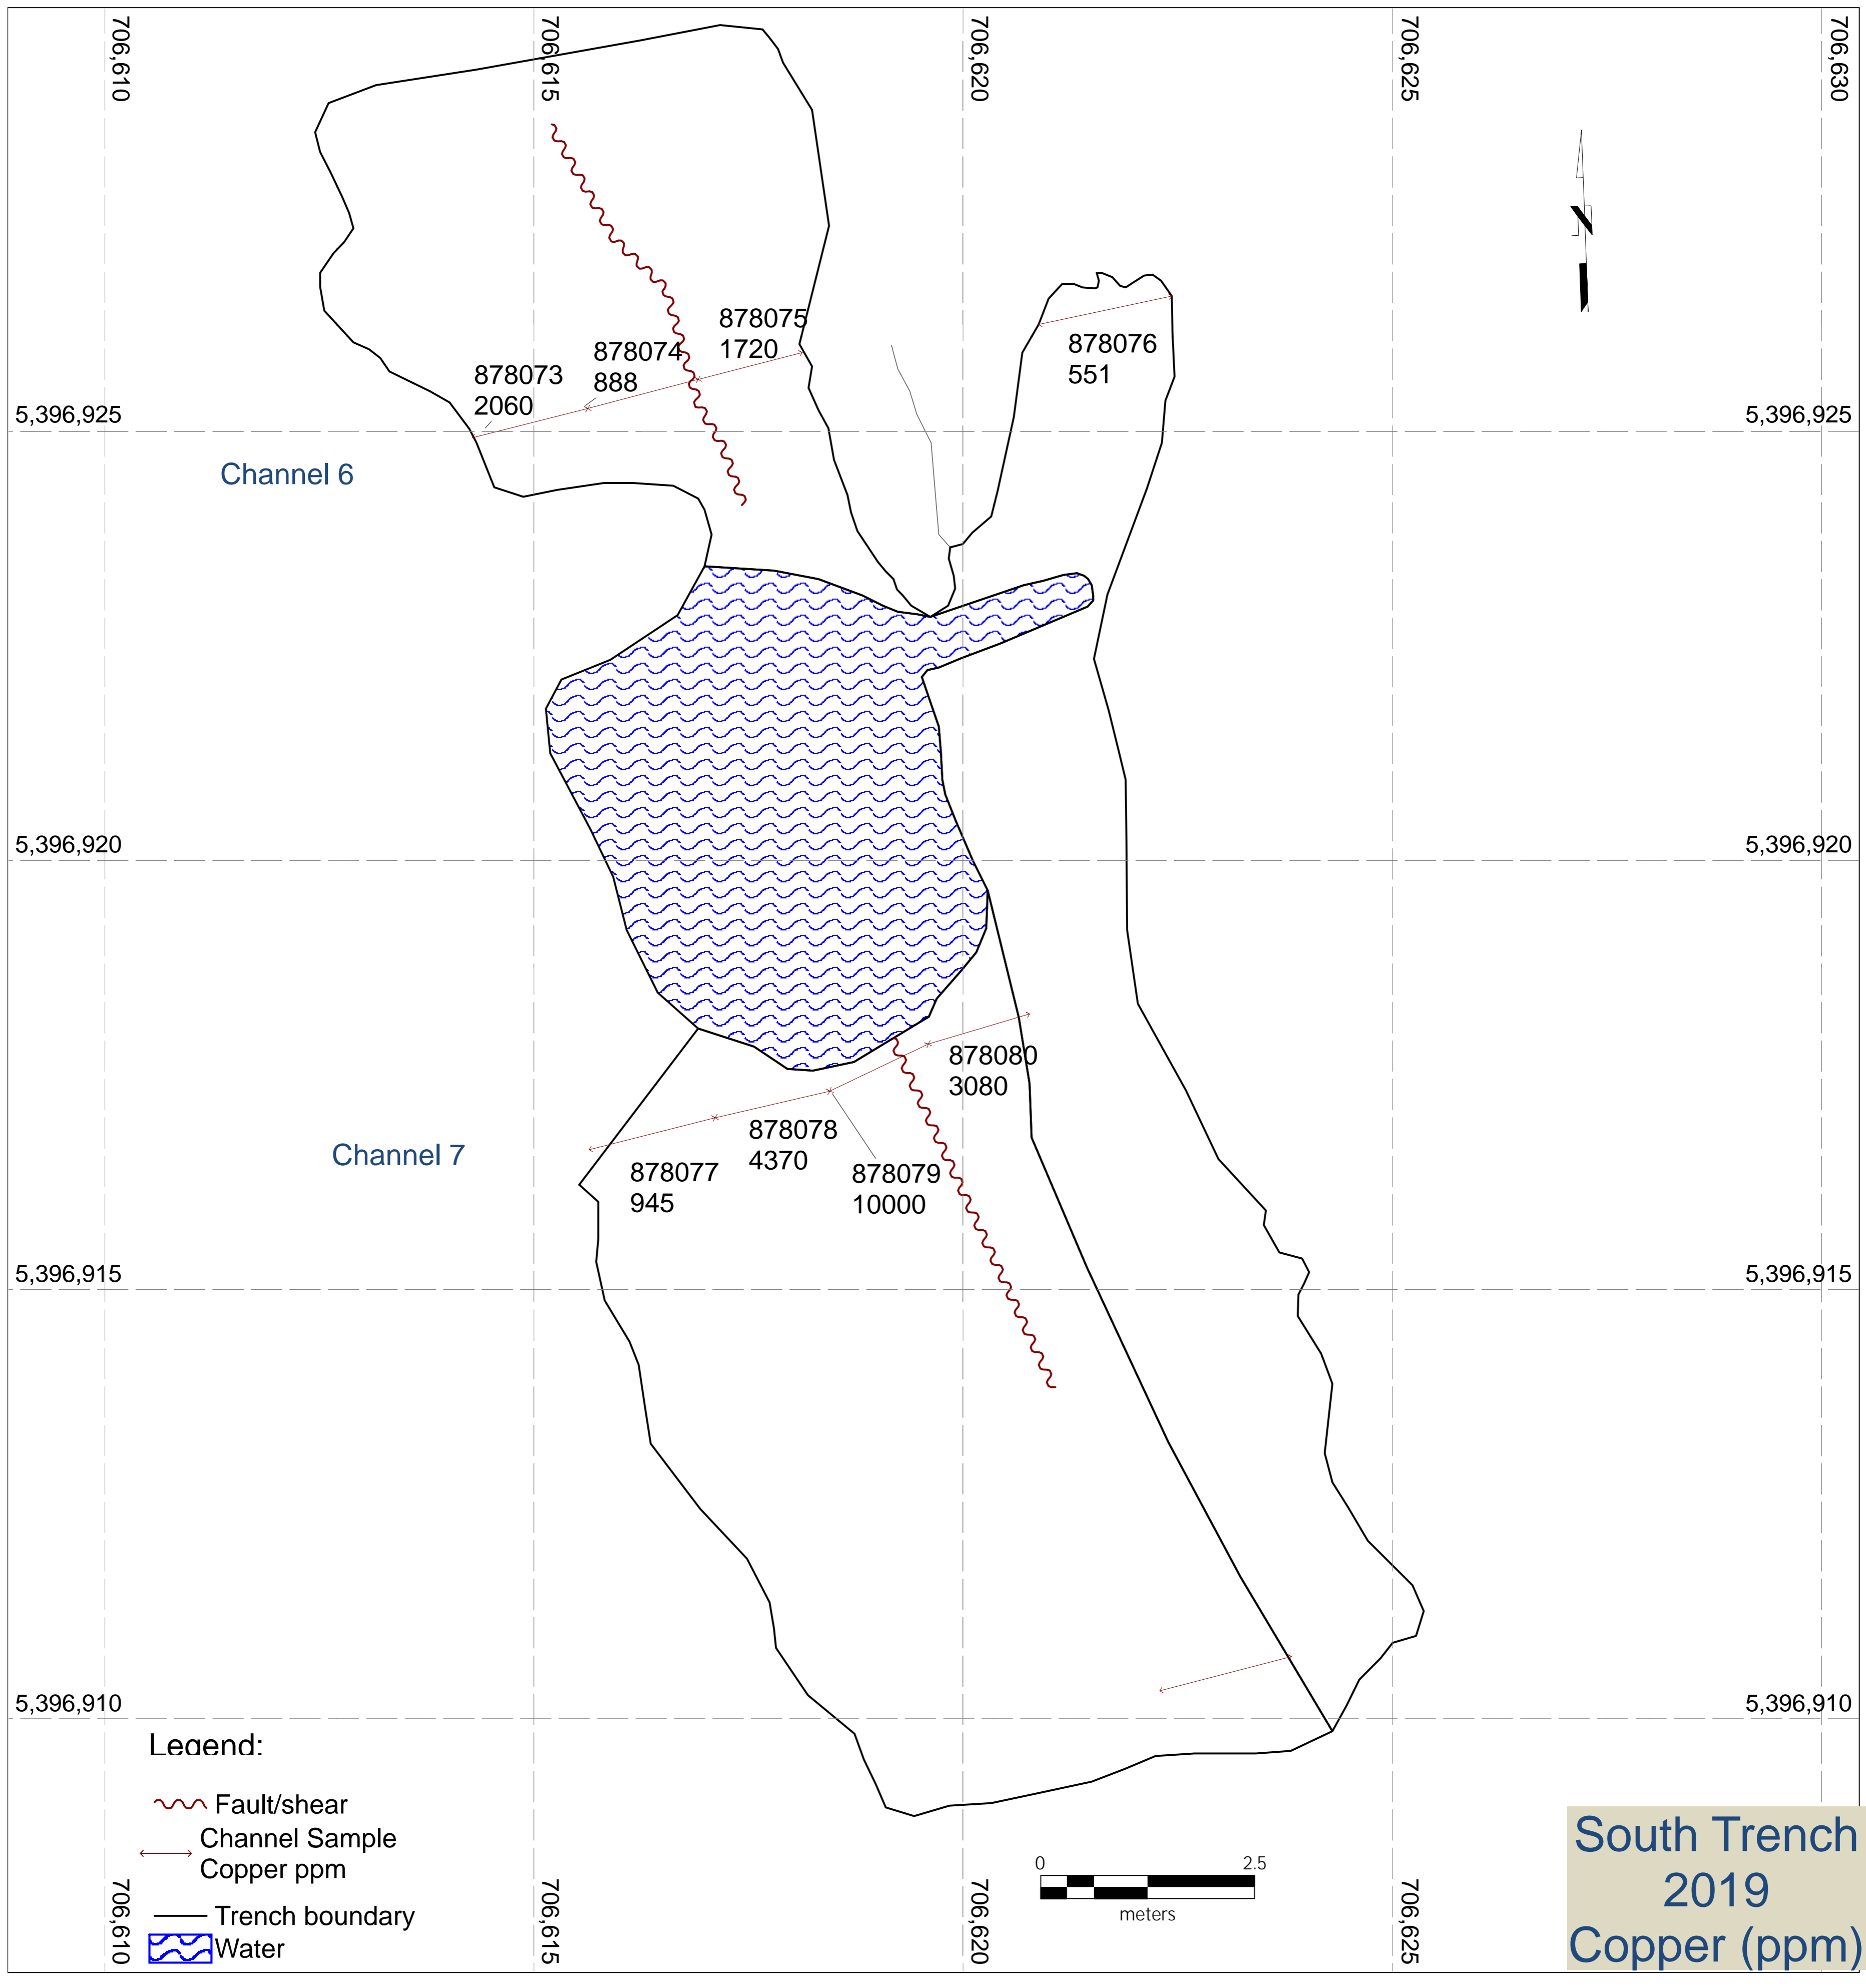 706,610
706,615
706,620
706,625
706,630
878075
1720
878074
888
878073
2060
878076
551
5,396,925
5,396,925
Channel 6
5,396,920
5,396,920
878080
3080
878078
4370
Channel 7
878077
945
878079
10000
5,396,915
5,396,915
5,396,910
5,396,910
Legend:
Fault/shear
Channel Sample
Copper ppm
Trench boundary
Water
0 2.5
meters
South Trench
2019
Copper (ppm)
706,610
706,615
706,620
706,625
N